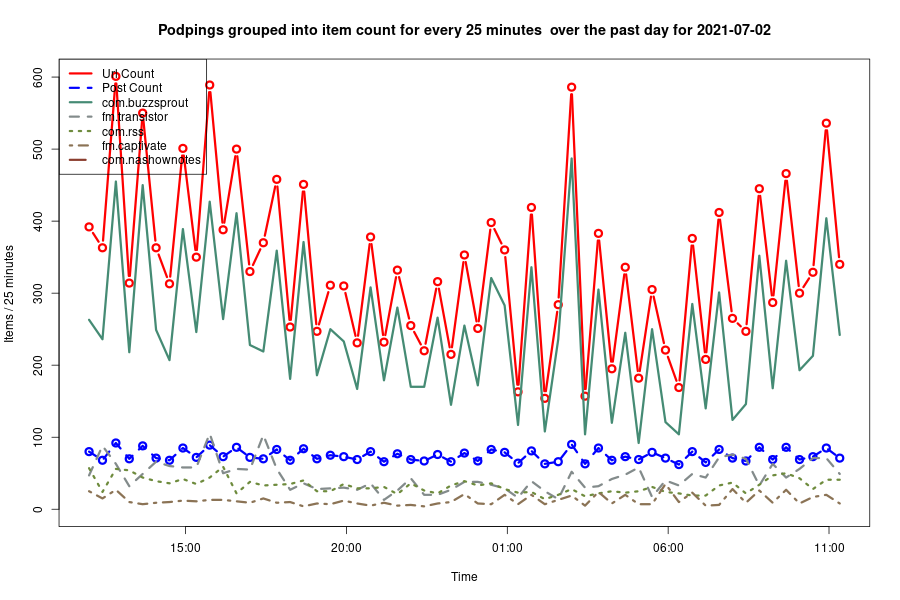 Podpings grouped into item count for every 25 minutes  over the past day for 2021-07-02
Url Count
Post Count
com.buzzsprout
fm.transistor
com.rss
fm.captivate
com.nashownotes
600
500
400
300
200
100
0
Items / 25 minutes
15:00
20:00
01:00
06:00
11:00
Time